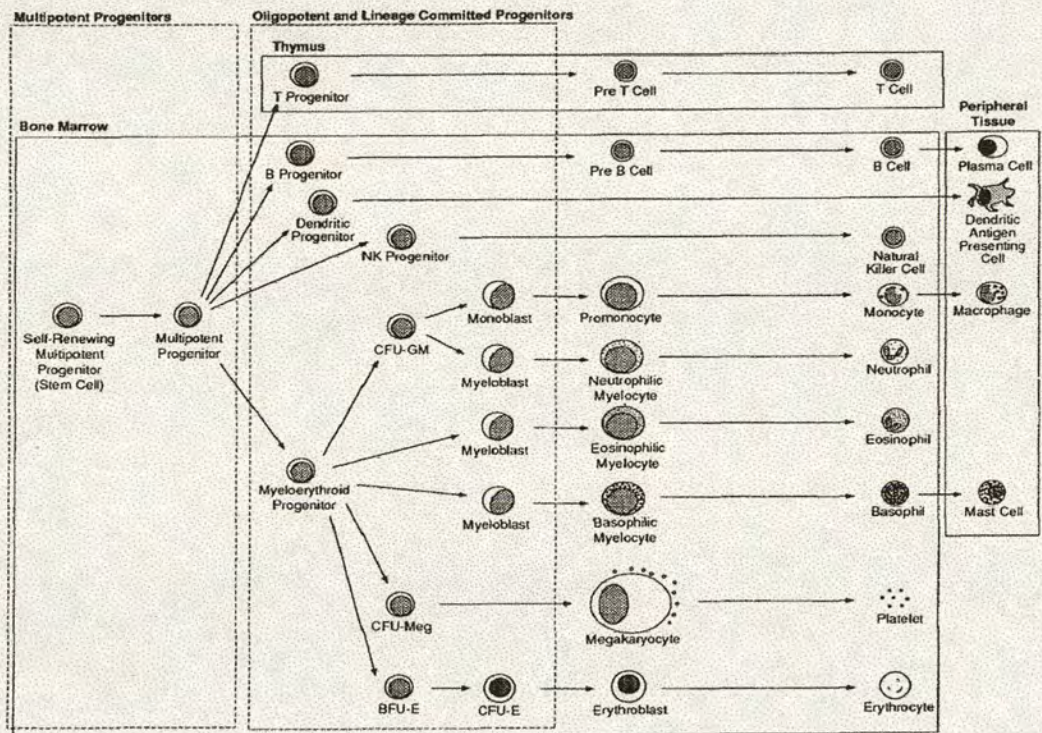 Multipotent Progenitors
Oligopotent and Lineage Committed Progenitors
Thymus
T Progenitor
Pre T Cell
T Cell
Bone Marrow
Peripheral
Tissue
B Progenitor
Pre B Cell
B Cell
Plasma Cell
Dendritic
Progenitor
Dendritic
Antigen
Presenting
Cell
NK Progenitor
Natural
Killer Cell
Self-Renewing
Multipotent
Progenitor
(Stem Cell)
Multipotent
Progenitor
CFU-GM
Monoblast
Promonocyte
Monocyte
Macrophage
Myeloblast
Neutrophilic
Myelocyte
Neutrophil
Myeloblast
Eosinophilic
Myelocyte
Eosinophil
Myeloerythroid
Progenitor
Myeloblast
Basophilic
Myelocyte
Basophil
Mast Cell
CFU-Meg
Megakaryocyte
Platelet
BFU-E
CFU-E
Erythroblast
Erythrocyte